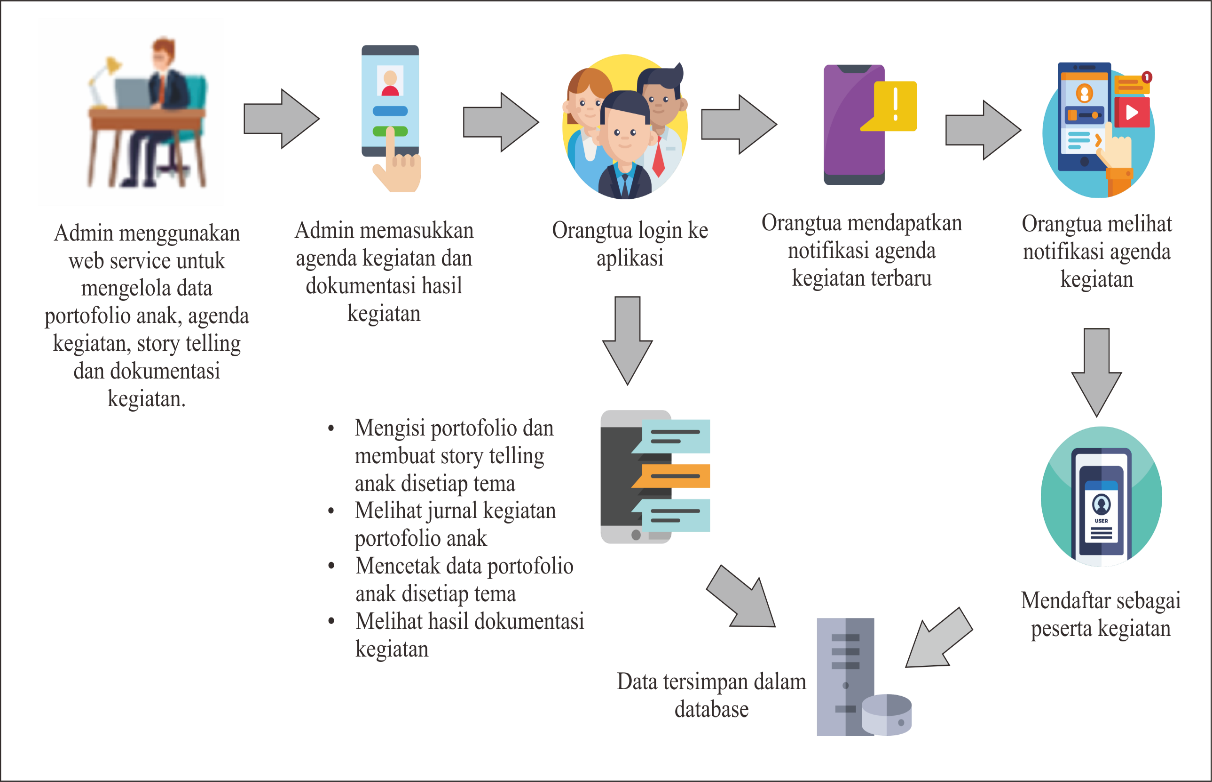 Admin menggunakan
web service untuk
mengelola data
portofolio anak, agenda
kegiatan, story telling
dan dokumentasi
kegiatan.
Admin memasukkan
agenda kegiatan dan
dokumentasi hasil
kegiatan
Orangtua login ke
aplikasi
Orangtua mendapatkan
notifikasi agenda
kegiatan terbaru
1
Orangtua melihat
notifikasi agenda
kegiatan
• Mengisi portofolio dan
membuat story telling
anak disetiap tema
• Melihat jurnal kegiatan
portofolio anak
• Mencetak data portofolio
anak disetiap tema
• Melihat hasil dokumentasi
kegiatan
USER
Mendaftar sebagai
peserta kegiatan
Data tersimpan dalam
database